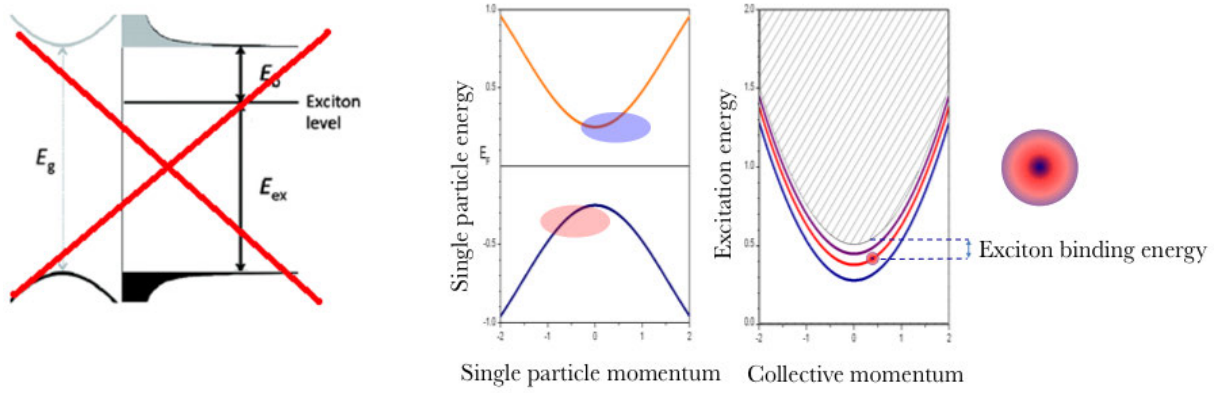 E_g
E_b
Exciton
level
E_ex
Single particle energy
1.0
0.5
E_F
-0.5
-1.0
-2
-1
0
1
2
Single particle momentum
Excitation energy
2.0
1.5
1.0
0.5
0.0
-2
-1
0
1
2
Collective momentum
Exciton binding energy